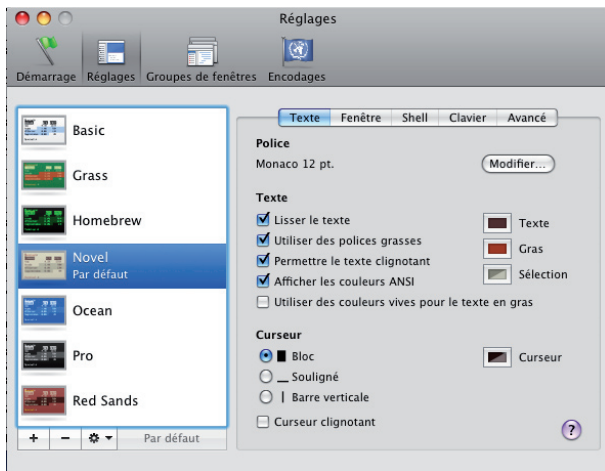 Réglages
Démarrage Réglages Groupes de fenêtres Encodages
Basic
Grass
Homebrew
Novel
Par défaut
Ocean
Pro
Red Sands
+ − Par défaut
Texte Fenêtre Shell Clavier Avancé
Police
Monaco 12 pt. Modifier...
Texte
Lisser le texte Texte
Utiliser des polices grasses Gras
Permettre le texte clignotant
Afficher les couleurs ANSI Sélection
Utiliser des couleurs vives pour le texte en gras
Curseur
Bloc Curseur
Souligné
Barre verticale
Curseur clignotant
?